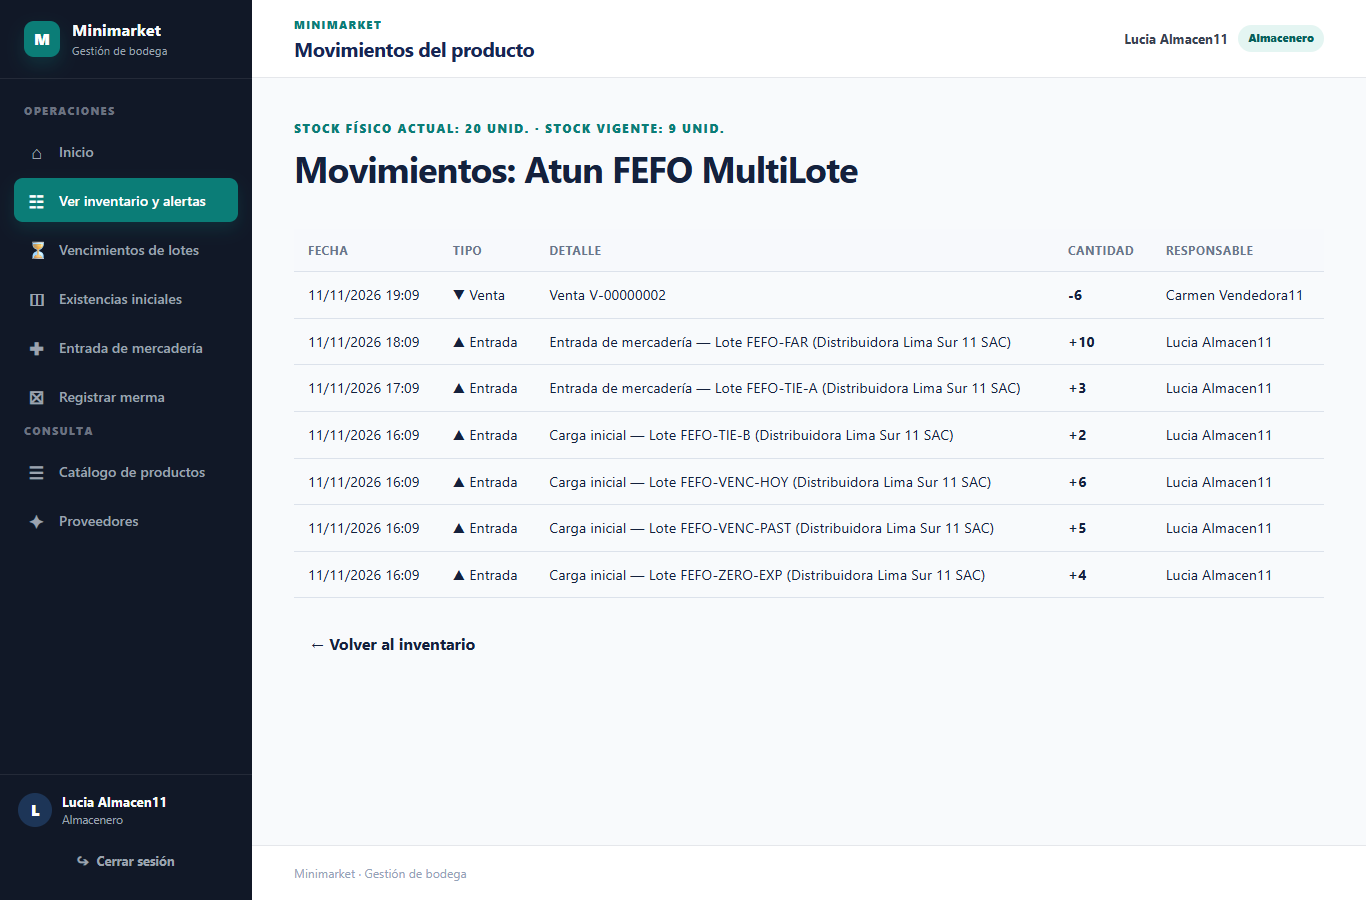 M
Minimarket
Gestión de bodega
OPERACIONES
Inicio
Ver inventario y alertas
Vencimientos de lotes
Existencias iniciales
Entrada de mercadería
Registrar merma
CONSULTA
Catálogo de productos
Proveedores
L
Lucia Almacen11
Almacenero
↪ Cerrar sesión
MINIMARKET
Movimientos del producto
Lucia Almacen11 Almacenero
STOCK FÍSICO ACTUAL: 20 UNID. · STOCK VIGENTE: 9 UNID.
Movimientos: Atun FEFO MultiLote
FECHA TIPO DETALLE CANTIDAD RESPONSABLE
11/11/2026 19:09 ▼ Venta Venta V-00000002 -6 Carmen Vendedora11
11/11/2026 18:09 ▲ Entrada Entrada de mercadería — Lote FEFO-FAR (Distribuidora Lima Sur 11 SAC) +10 Lucia Almacen11
11/11/2026 17:09 ▲ Entrada Entrada de mercadería — Lote FEFO-TIE-A (Distribuidora Lima Sur 11 SAC) +3 Lucia Almacen11
11/11/2026 16:09 ▲ Entrada Carga inicial — Lote FEFO-TIE-B (Distribuidora Lima Sur 11 SAC) +2 Lucia Almacen11
11/11/2026 16:09 ▲ Entrada Carga inicial — Lote FEFO-VENC-HOY (Distribuidora Lima Sur 11 SAC) +6 Lucia Almacen11
11/11/2026 16:09 ▲ Entrada Carga inicial — Lote FEFO-VENC-PAST (Distribuidora Lima Sur 11 SAC) +5 Lucia Almacen11
11/11/2026 16:09 ▲ Entrada Carga inicial — Lote FEFO-ZERO-EXP (Distribuidora Lima Sur 11 SAC) +4 Lucia Almacen11
← Volver al inventario
Minimarket · Gestión de bodega